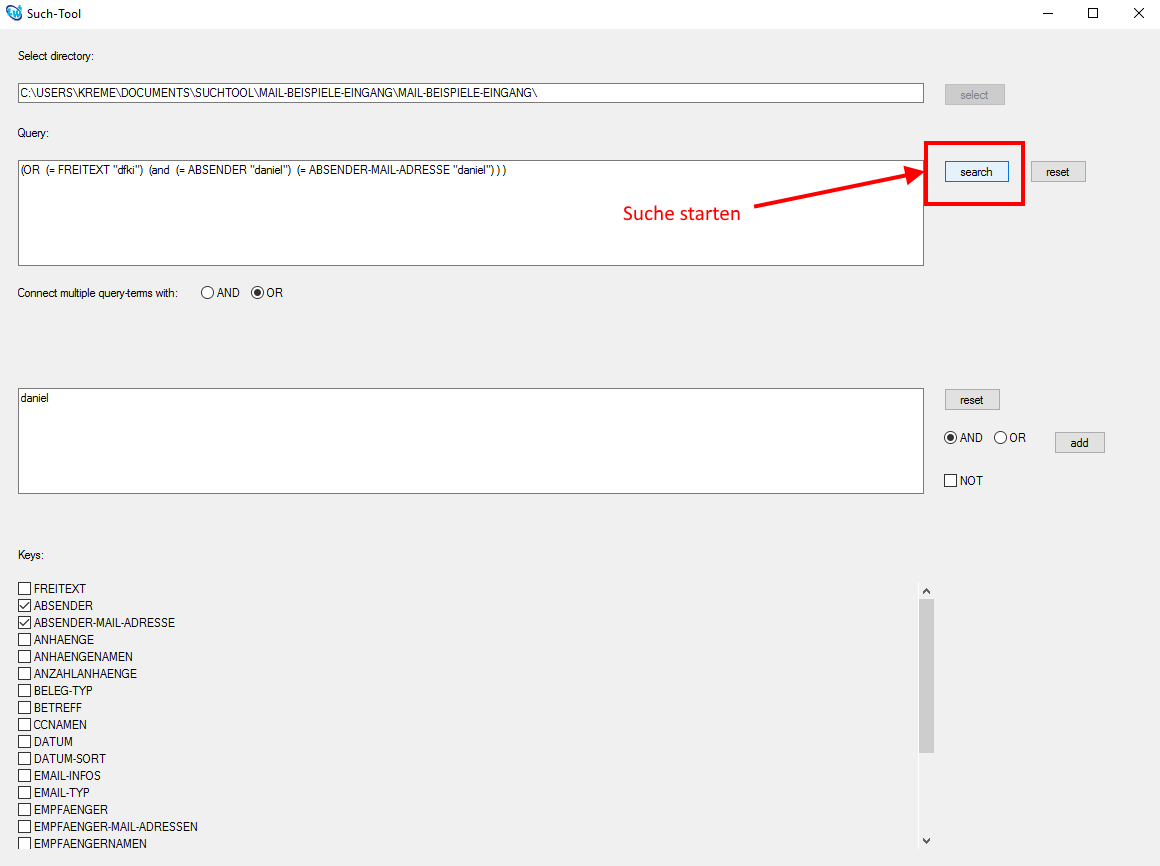 Such-Tool
Select directory:
C:\USERS\KREME\DOCUMENTS\SUCHTOOL\MAIL-BEISPIELE-EINGANG\MAIL-BEISPIELE-EINGANG\
select
Query:
(OR (= FREITEXT "dfki") (and (= ABSENDER "daniel") (= ABSENDER-MAIL-ADRESSE "daniel") ) )
search
reset
Suche starten
Connect multiple query-terms with:
AND
OR
daniel
reset
AND
OR
add
NOT
Keys:
FREITEXT
ABSENDER
ABSENDER-MAIL-ADRESSE
ANHAENGE
ANHAENGENAMEN
ANZAHLANHAENGE
BELEG-TYP
BETREFF
CCNAMEN
DATUM
DATUM-SORT
EMAIL-INFOS
EMAIL-TYP
EMPFAENGER
EMPFAENGER-MAIL-ADRESSEN
EMPFAENGERNAMEN